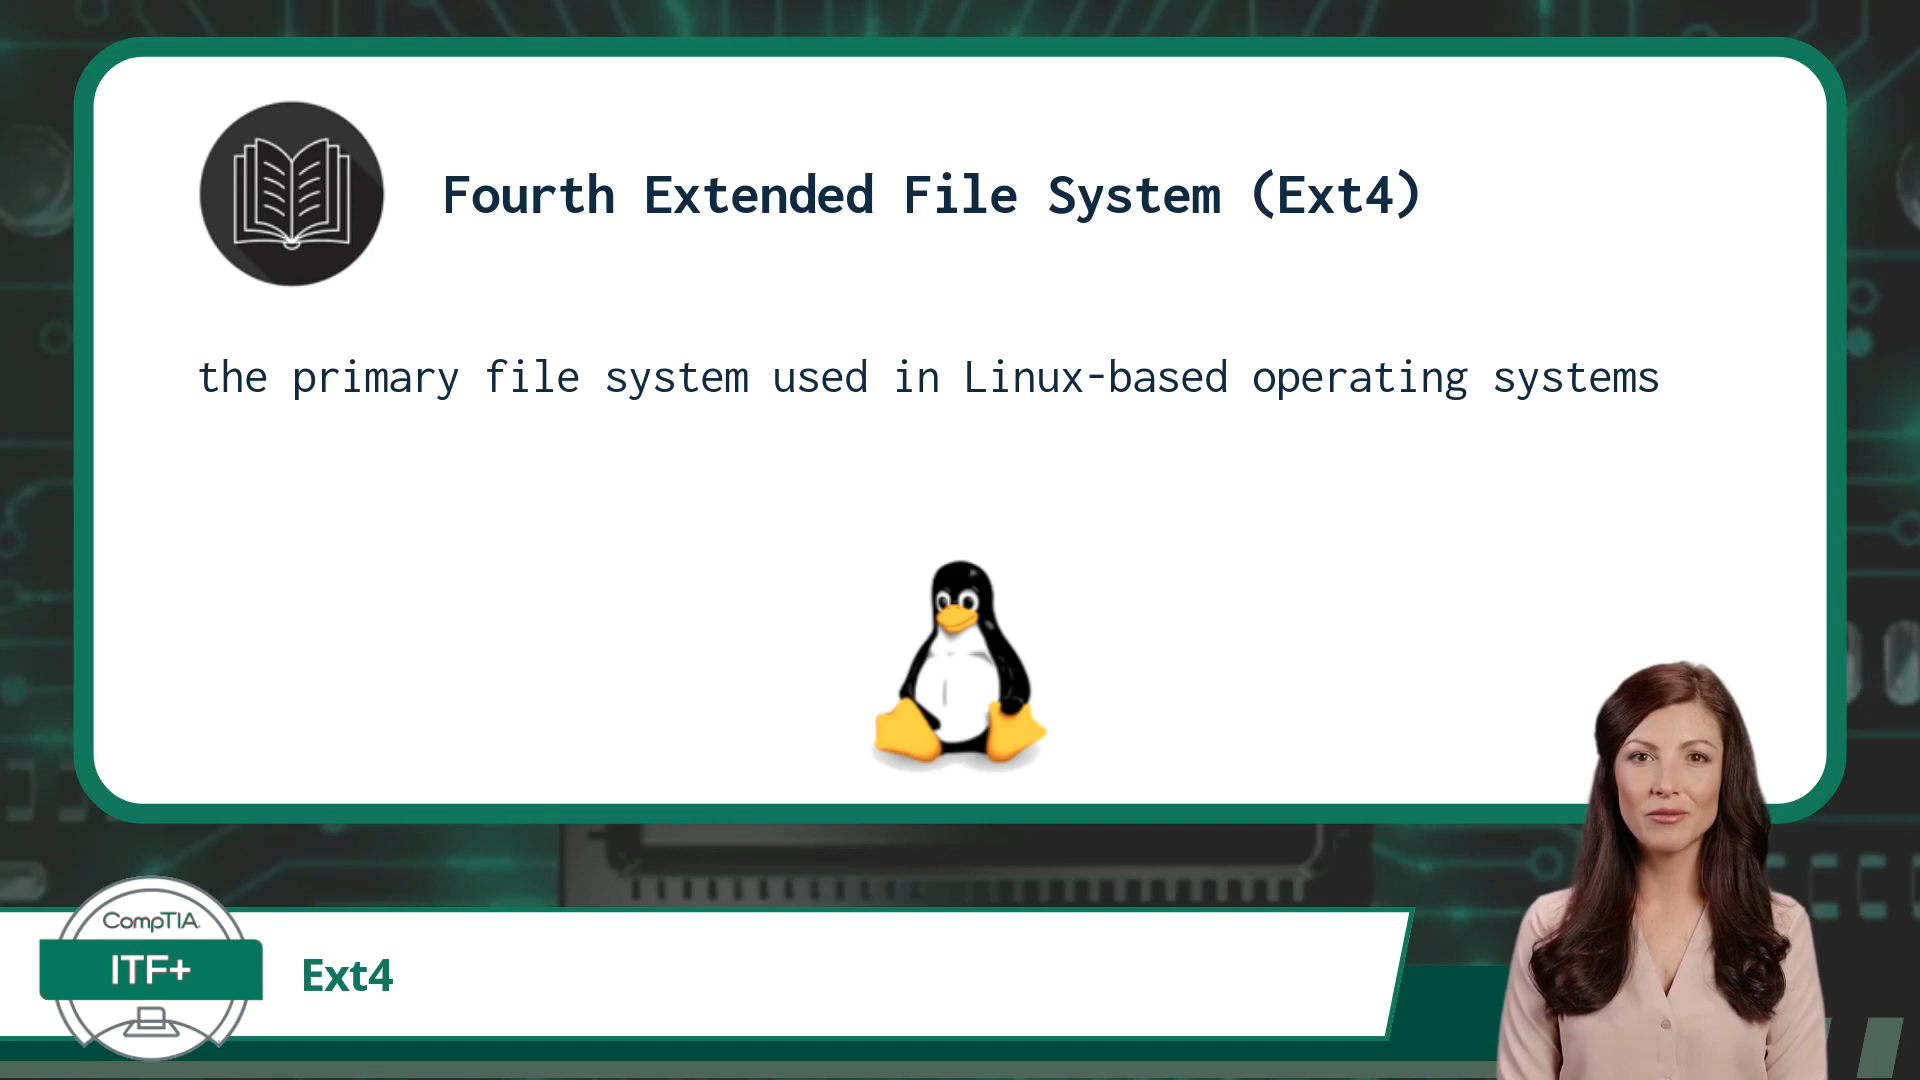 Fourth Extended File System (Ext4)
the primary file system used in Linux-based operating systems
CompTIA
ITF+
Ext4